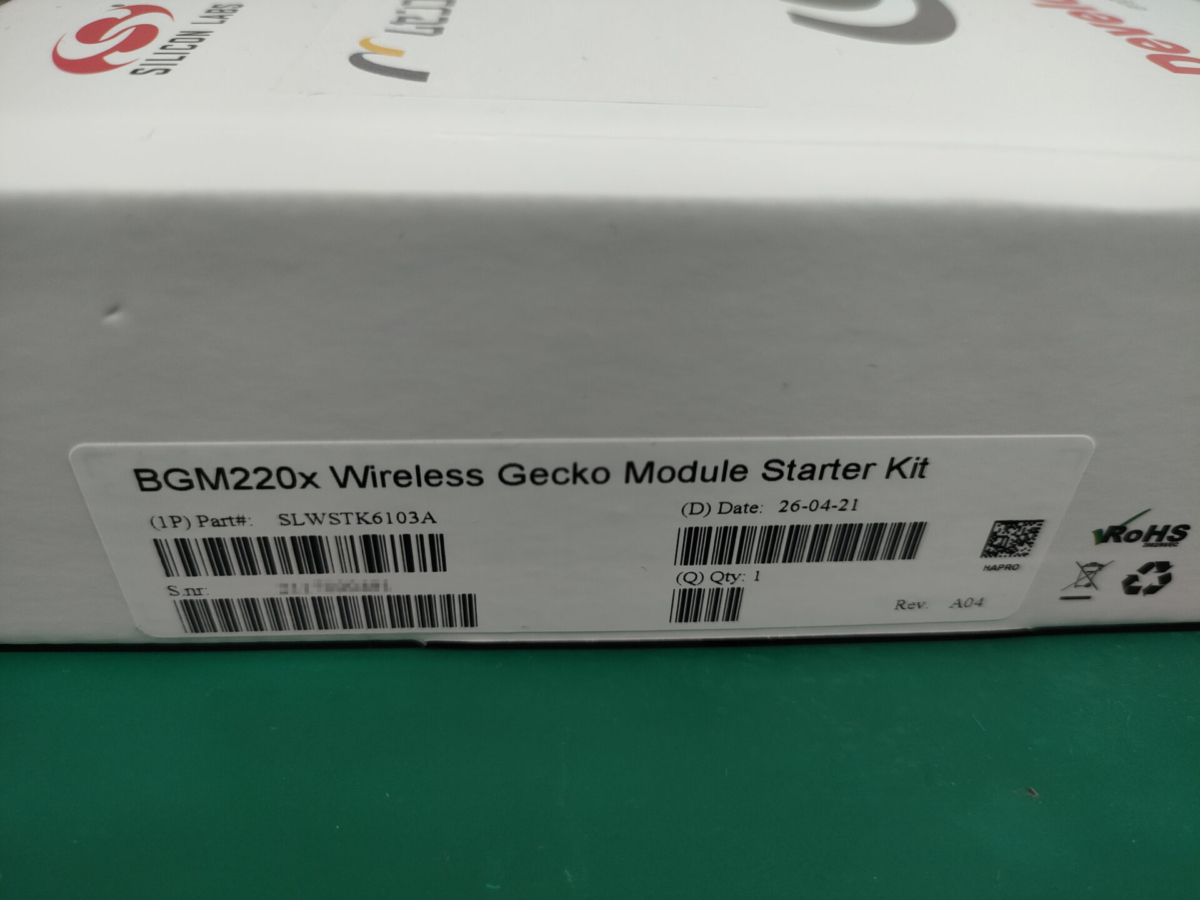 SILICON LABS
BGM220x Wireless Gecko Module Starter Kit
(1P) Part#: SLWSTK6103A
(D) Date: 26-04-21
S.nr:
(Q) Qty: 1
HAPRO
Rev. A04
RoHS